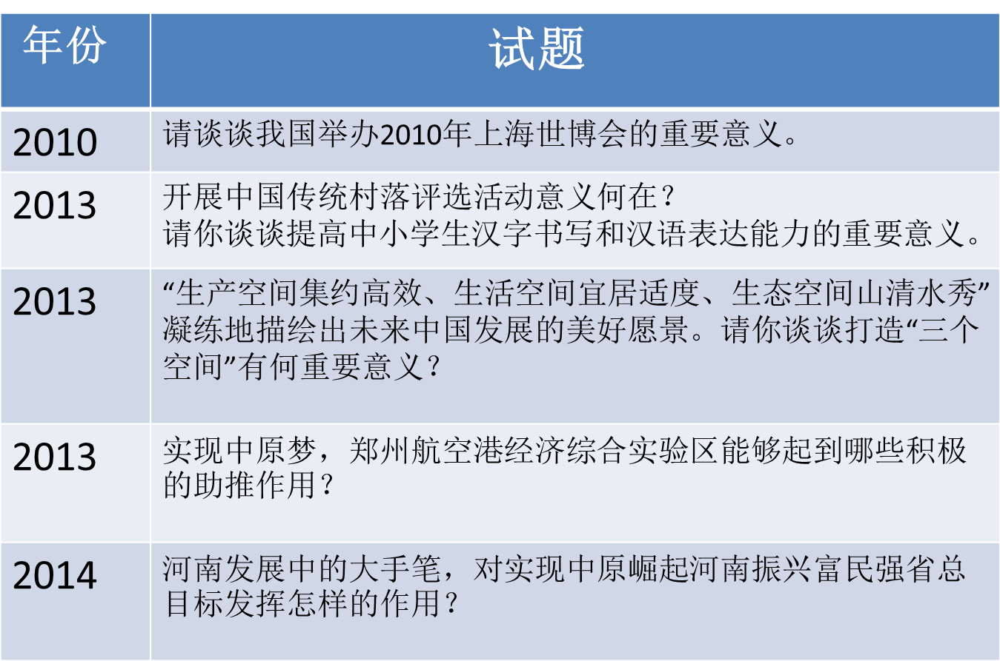 年份 试题
2010 请谈谈我国举办2010年上海世博会的重要意义。
2013 开展中国传统村落评选活动意义何在？
请你谈谈提高中小学生汉字书写和汉语表达能力的重要意义。
2013 “生产空间集约高效、生活空间宜居适度、生态空间山清水秀”
凝练地描绘出未来中国发展的美好愿景。请你谈谈打造“三个
空间”有何重要意义？
2013 实现中原梦，郑州航空港经济综合实验区能够起到哪些积极
的助推作用？
2014 河南发展中的大手笔，对实现中原崛起河南振兴富民强省总
目标发挥怎样的作用？